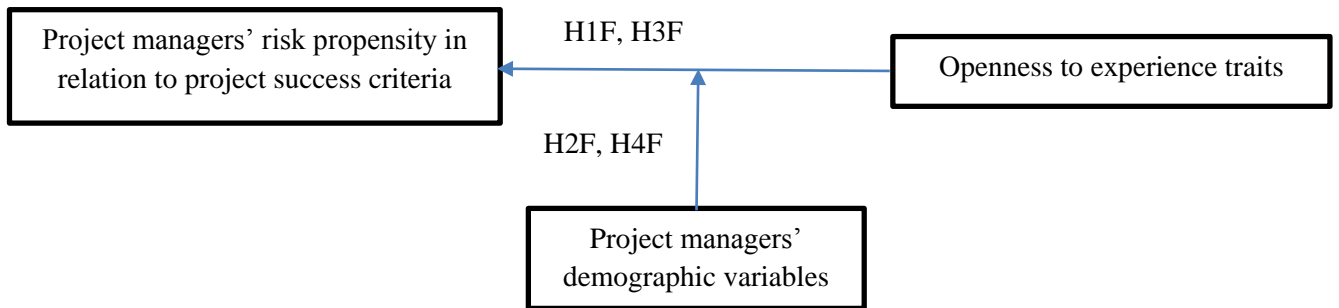 Project managers’ risk propensity in
relation to project success criteria
H1F, H3F
Openness to experience traits
H2F, H4F
Project managers’
demographic variables